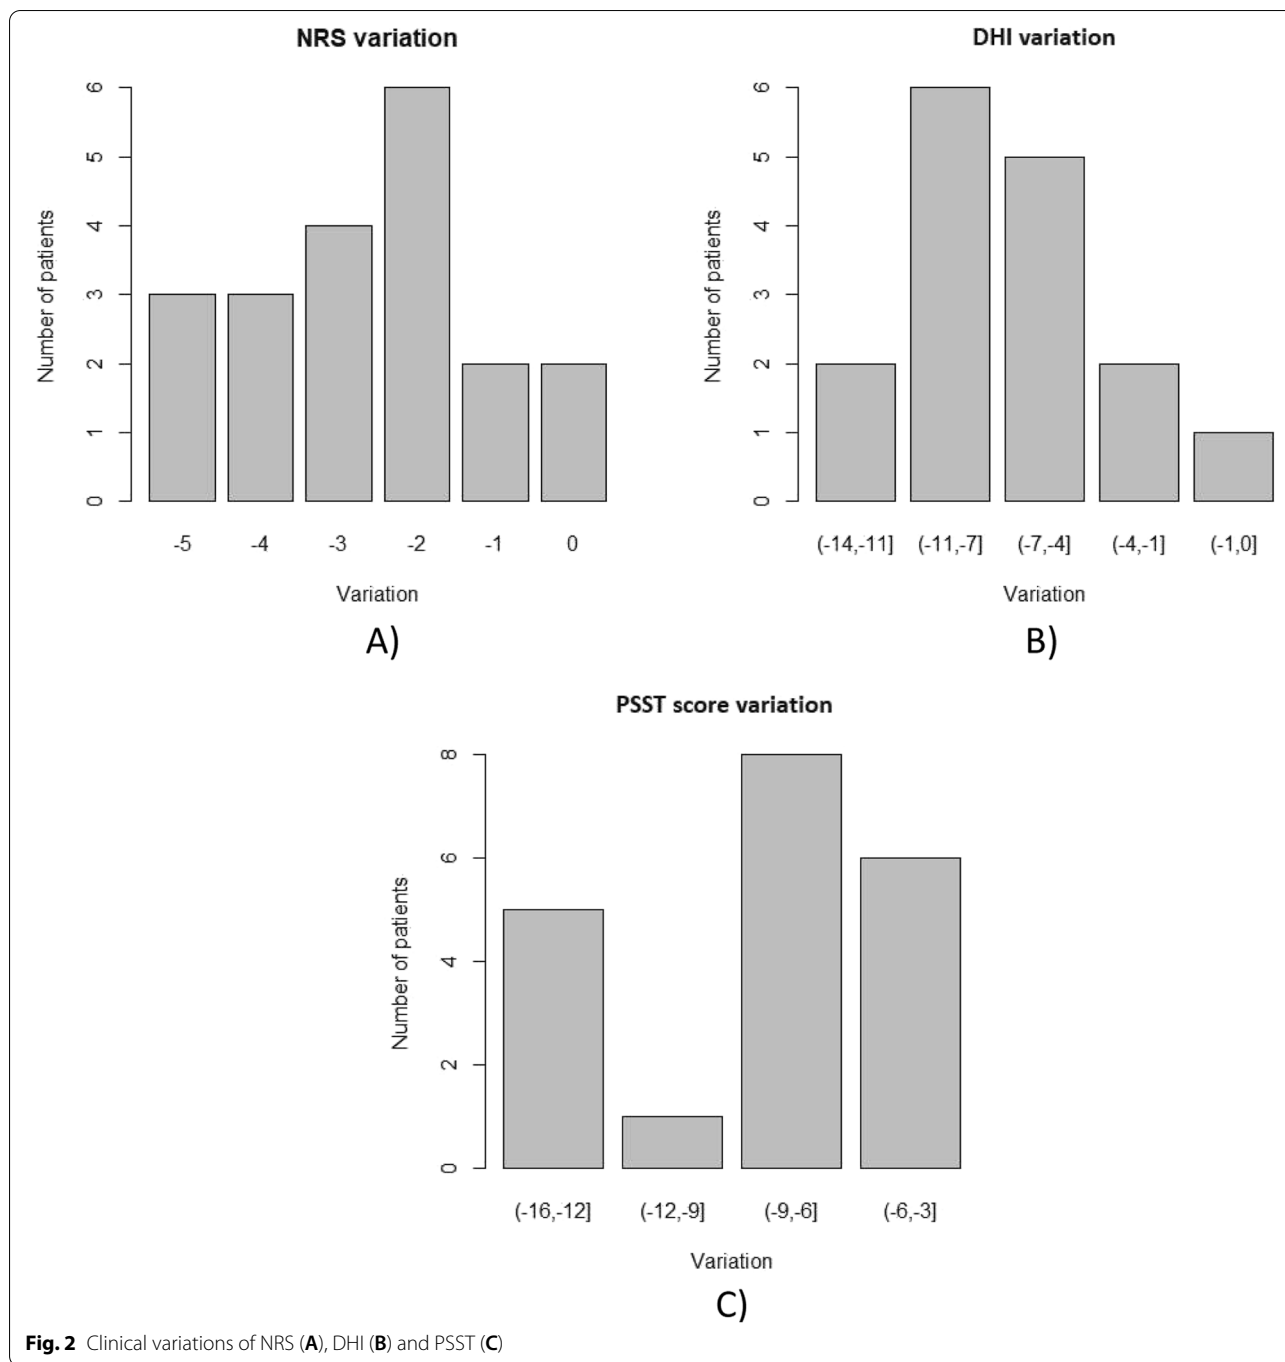 NRS variation
Number of patients
0 1 2 3 4 5 6
-5 -4 -3 -2 -1 0
Variation
A)
DHI variation
Number of patients
0 1 2 3 4 5 6
(-14,-11] (-11,-7] (-7,-4] (-4,-1] (-1,0]
Variation
B)
PSST score variation
Number of patients
0 2 4 6 8
(-16,-12] (-12,-9] (-9,-6] (-6,-3]
Variation
C)
Fig. 2 Clinical variations of NRS (A), DHI (B) and PSST (C)